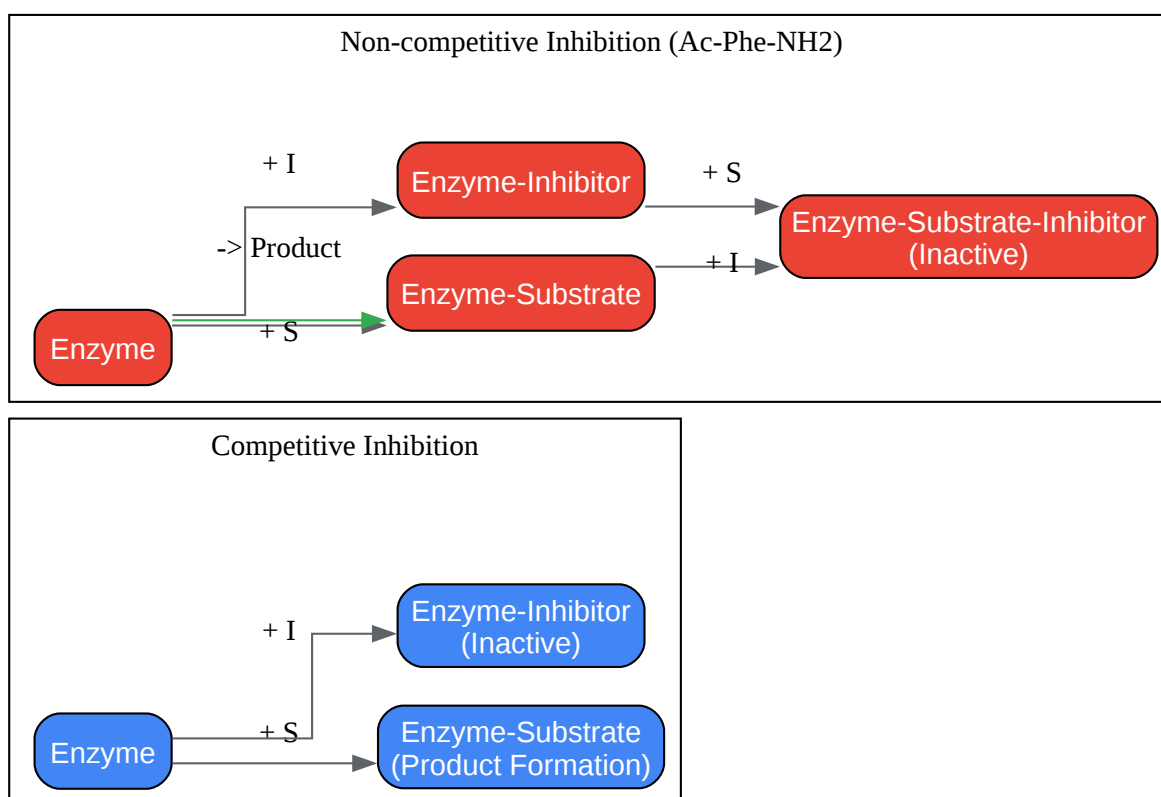 Non-competitive Inhibition (Ac-Phe-NH2)
+ I
Enzyme-Inhibitor
+ S
Enzyme-Substrate-Inhibitor
(Inactive)
-> Product
Enzyme-Substrate
+ I
Enzyme
+ S
Competitive Inhibition
+ I
Enzyme-Inhibitor
(Inactive)
Enzyme
+ S
Enzyme-Substrate
(Product Formation)